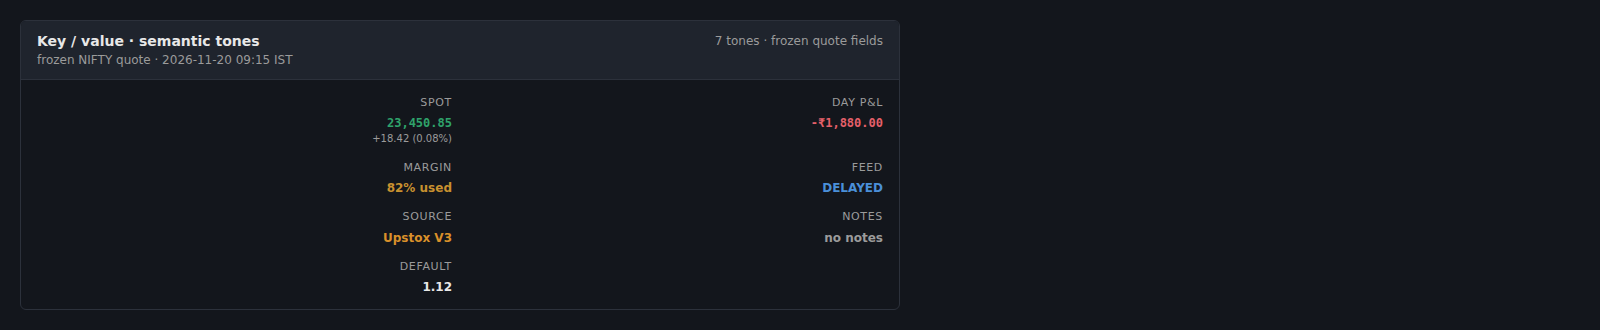 Key / value · semantic tones
7 tones · frozen quote fields
frozen NIFTY quote · 2026-11-20 09:15 IST
SPOT
23,450.85
+18.42 (0.08%)
DAY P&L
-₹1,880.00
MARGIN
82% used
FEED
DELAYED
SOURCE
Upstox V3
NOTES
no notes
DEFAULT
1.12